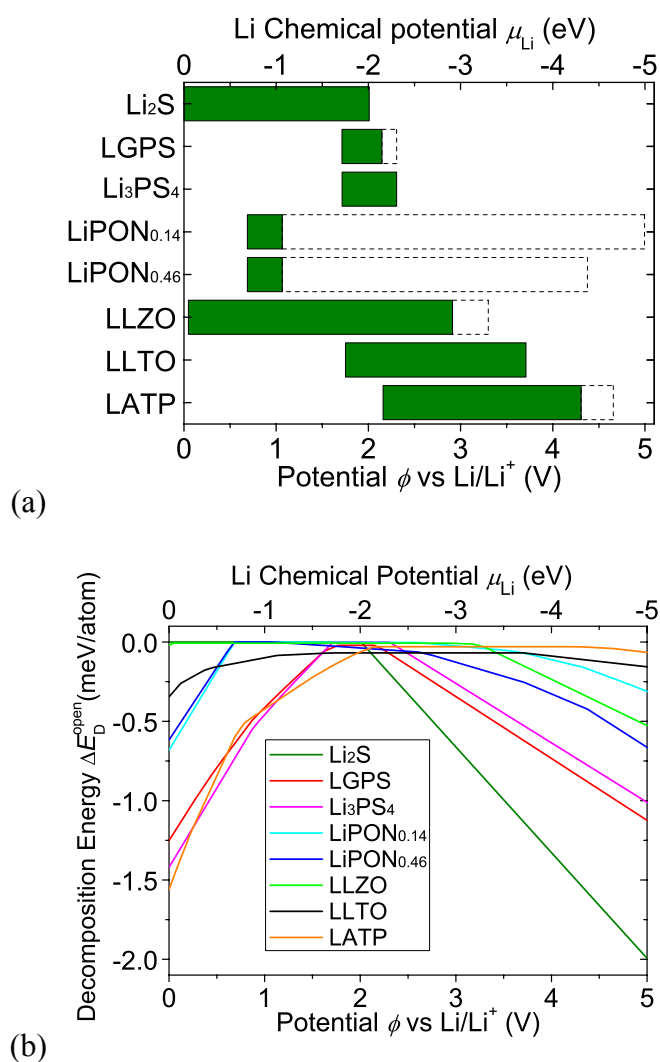 Li Chemical potential μLi (eV)
0 -1 -2 -3 -4 -5
Li2S
LGPS
Li3PS4
LiPON0.14
LiPON0.46
LLZO
LLTO
LATP
0 1 2 3 4 5
Potential ϕ vs Li/Li+ (V)
(a)
Li Chemical Potential μLi (eV)
0 -1 -2 -3 -4 -5
Decomposition Energy ΔEDopen(meV/atom)
0.0
-0.5
-1.0
-1.5
-2.0
Li2S
LGPS
Li3PS4
LiPON0.14
LiPON0.46
LLZO
LLTO
LATP
0 1 2 3 4 5
Potential ϕ vs Li/Li+ (V)
(b)